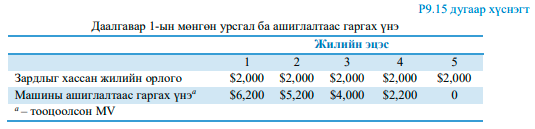 P9.15 дугаар хүснэгт
Даалгавар 1-ын мөнгөн урсгал ба ашиглалтаас гаргах үнэ
Жилийн эцэс
1 2 3 4 5
Зардлыг хассан жилийн орлого $2,000 $2,000 $2,000 $2,000 $2,000
Машины ашиглалтаас гаргах үнэᵃ $6,200 $5,200 $4,000 $2,200 0
ᵃ – тооцоолсон MV